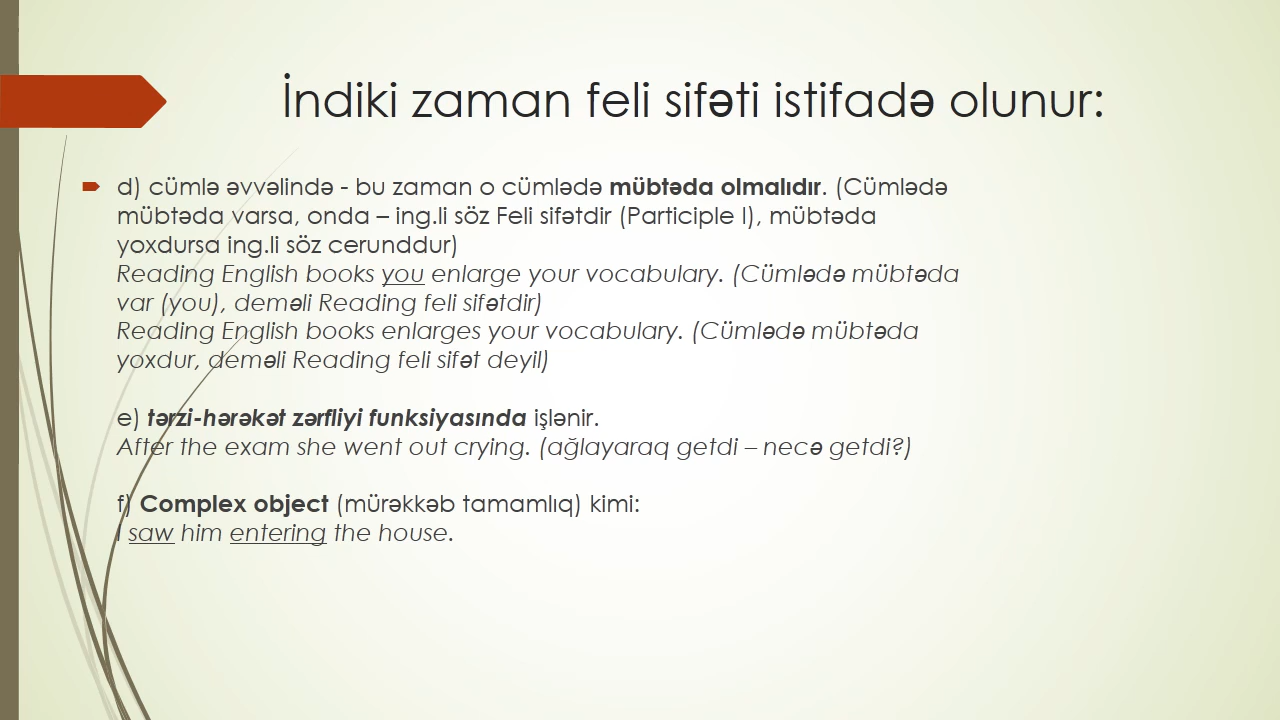 İndiki zaman feli sifəti istifadə olunur:
d) cümlə əvvəlində - bu zaman o cümlədə mübtəda olmalıdır. (Cümlədə
mübtəda varsa, onda – ing.li söz Feli sifətdir (Participle I), mübtəda
yoxdursa ing.li söz cerunddur)
Reading English books you enlarge your vocabulary. (Cümlədə mübtəda
var (you), deməli Reading feli sifətdir)
Reading English books enlarges your vocabulary. (Cümlədə mübtəda
yoxdur, deməli Reading feli sifət deyil)
e) tərzi-hərəkət zərfliyi funksiyasında işlənir.
After the exam she went out crying. (ağlayaraq getdi – necə getdi?)
f) Complex object (mürəkkəb tamamlıq) kimi:
I saw him entering the house.